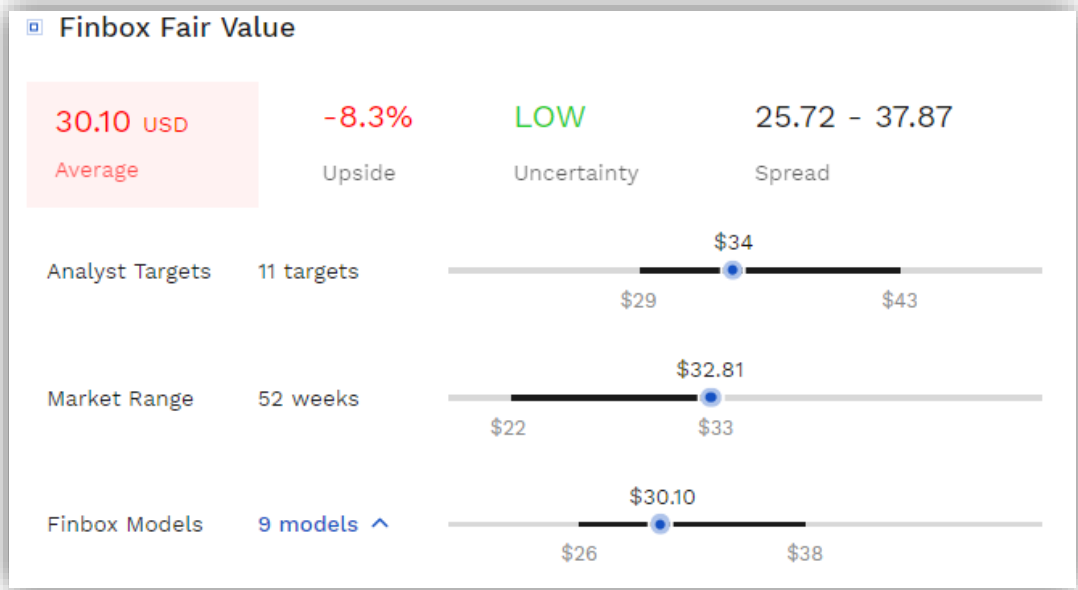 Finbox Fair Value
30.10 USD -8.3% LOW 25.72 - 37.87
Average Upside Uncertainty Spread
$34
Analyst Targets 11 targets
$29 $43
$32.81
Market Range 52 weeks
$22 $33
$30.10
Finbox Models 9 models
$26 $38